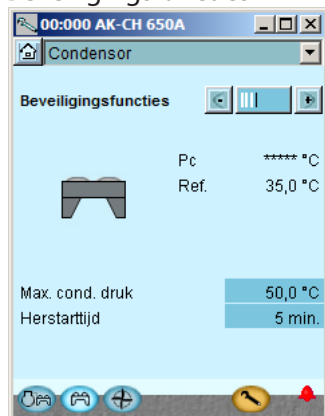 00:000 AK-CH 650A
Condensor
Beveiligingsfuncties
Pc ***** °C
Ref. 35,0 °C
Max. cond. druk 50,0 °C
Herstarttijd 5 min.